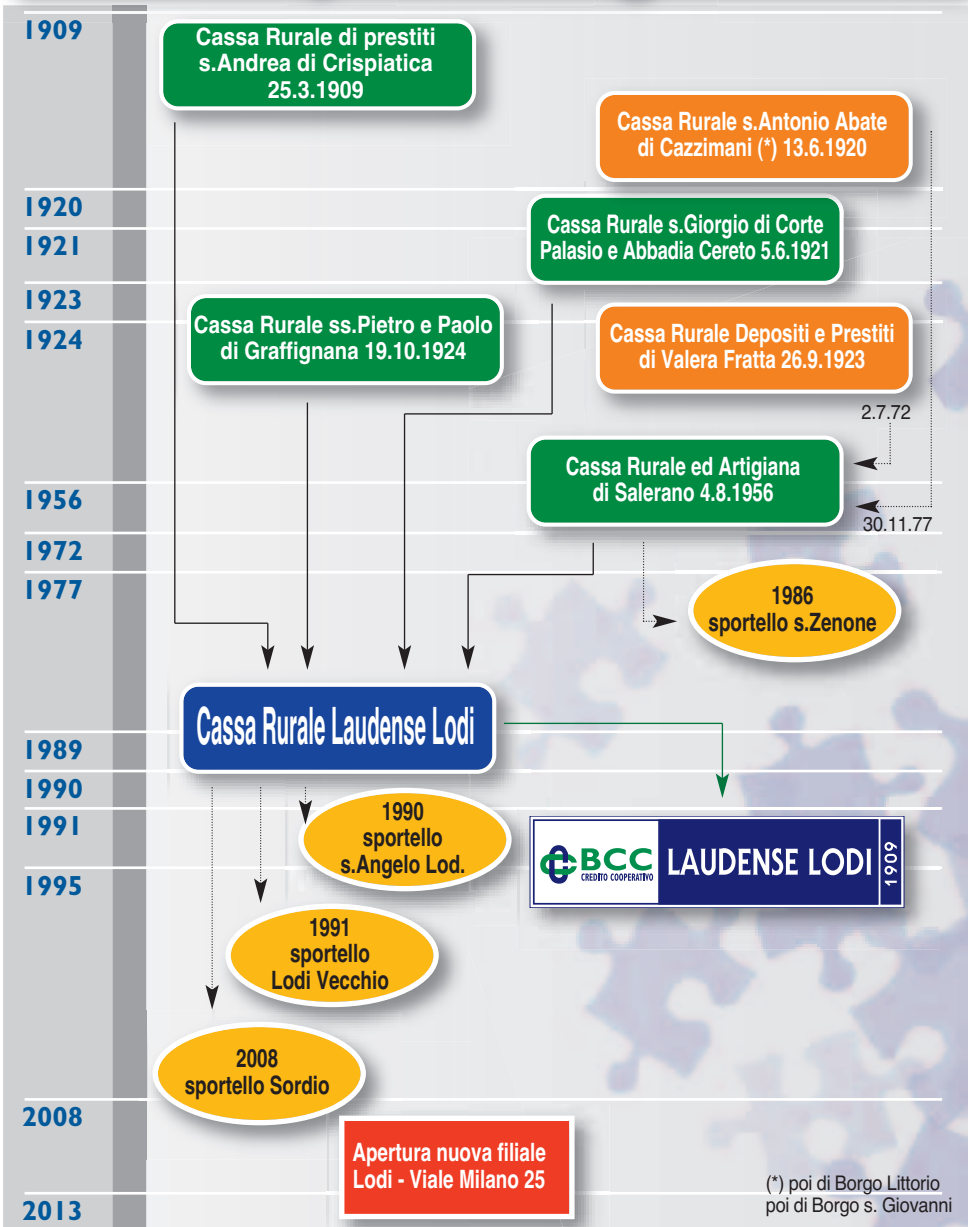 1909
Cassa Rurale di prestiti
s.Andrea di Crispiatica
25.3.1909
Cassa Rurale s.Antonio Abate
di Cazzimani (*) 13.6.1920
1920
1921
Cassa Rurale s.Giorgio di Corte
Palasio e Abbadia Cereto 5.6.1921
1923
1924
Cassa Rurale ss.Pietro e Paolo
di Graffignana 19.10.1924
Cassa Rurale Depositi e Prestiti
di Valera Fratta 26.9.1923
2.7.72
Cassa Rurale ed Artigiana
di Salerano 4.8.1956
1956
30.11.77
1972
1977
1986
sportello s.Zenone
Cassa Rurale Laudense Lodi
1989
1990
1991
1990
sportello
s.Angelo Lod.
BCC
CREDITO COOPERATIVO
LAUDENSE LODI
1909
1995
1991
sportello
Lodi Vecchio
2008
sportello Sordio
2008
Apertura nuova filiale
Lodi - Viale Milano 25
(*) poi di Borgo Littorio
poi di Borgo s. Giovanni
2013